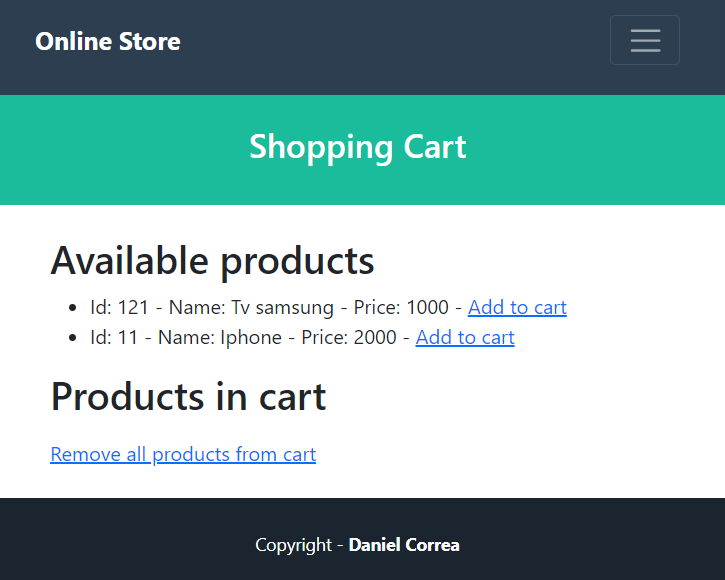 Online Store
Shopping Cart
Available products
Id: 121 - Name: Tv samsung - Price: 1000 - Add to cart
Id: 11 - Name: Iphone - Price: 2000 - Add to cart
Products in cart
Remove all products from cart
Copyright - Daniel Correa